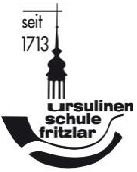 seit
1713
ursulinen
schule
fritzlar